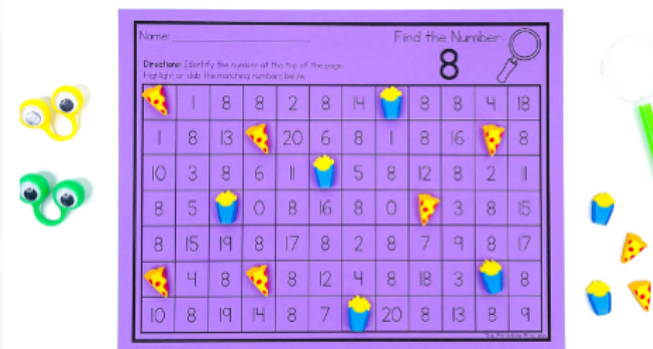 Name:
Find the Number:
8
Directions: Identify the number at the top of the page.
Highlight or dab the matching numbers below.
1 8 8 2 8 14 8 8 4 18
1 8 13 20 6 8 1 8 16 8
10 3 8 6 11 5 8 12 8 2 11
8 5 0 8 16 8 0 3 8 15
8 15 19 8 17 8 2 8 7 9 8 17
4 8 8 12 4 8 18 3 8
10 8 19 14 8 7 20 8 13 8 9